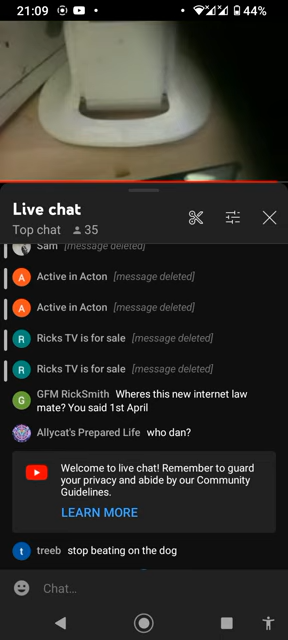 21:09 44%
Live chat
Top chat 35
Sam [message deleted]
Active in Acton [message deleted]
A
Active in Acton [message deleted]
A
Ricks TV is for sale [message deleted]
R
Ricks TV is for sale [message deleted]
R
GFM RickSmith Wheres this new internet law
G
mate? You said 1st April
Allycat's Prepared Life who dan?
Welcome to live chat! Remember to guard
your privacy and abide by our Community
Guidelines.
LEARN MORE
t
treeb stop beating on the dog
Chat...